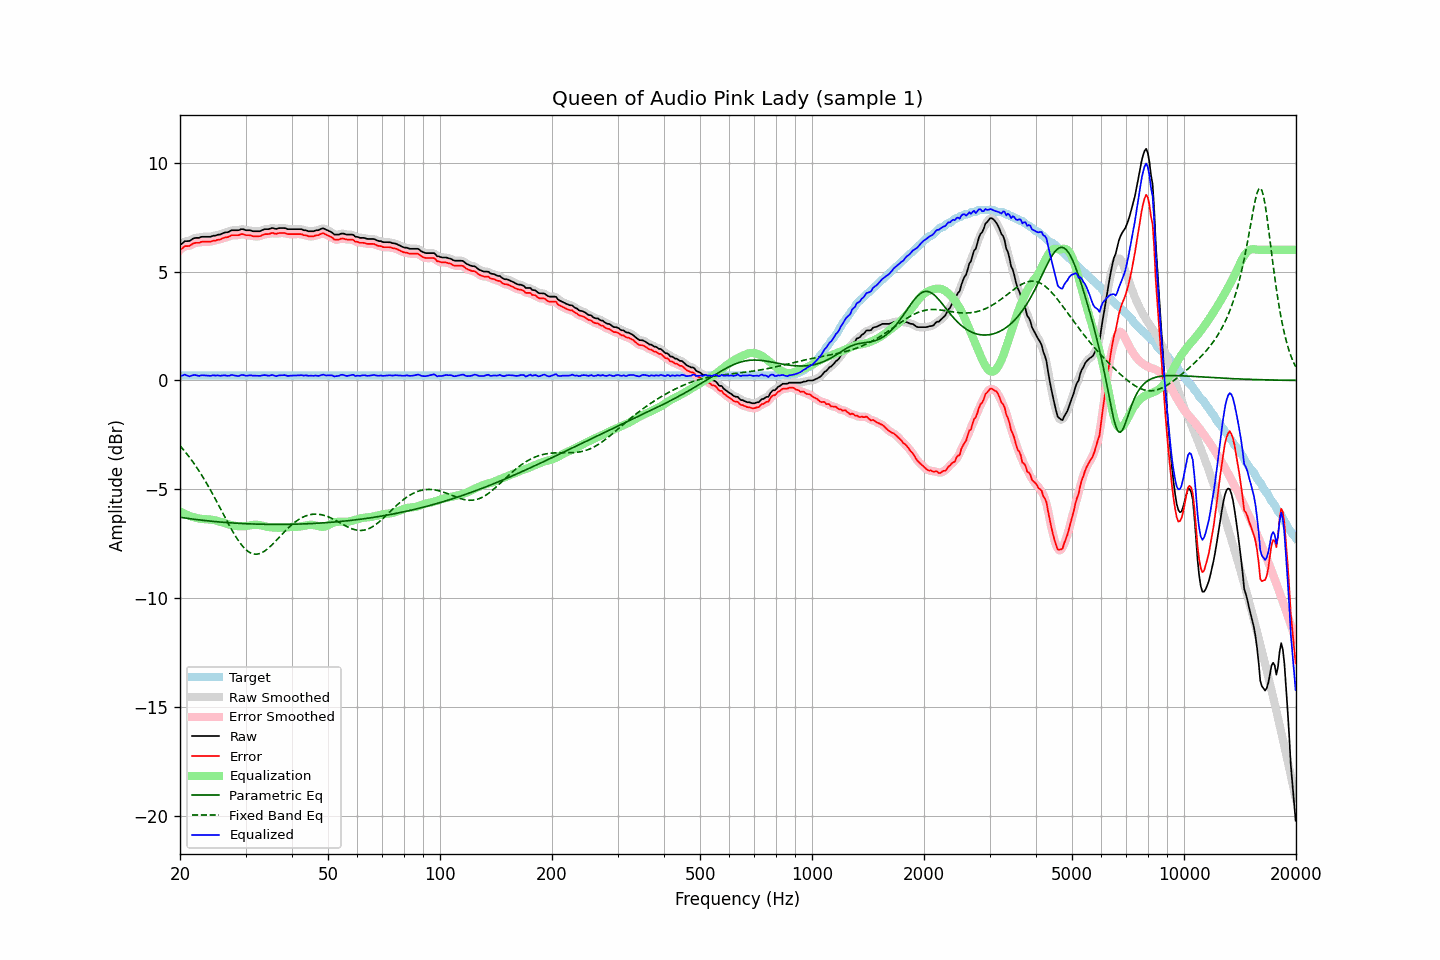 Queen of Audio Pink Lady (sample 1)
Amplitude (dBr)
10
5
0
−5
−10
−15
−20
Target
Raw Smoothed
Error Smoothed
Raw
Error
Equalization
Parametric Eq
Fixed Band Eq
Equalized
20 50 100 200 500 1000 2000 5000 10000 20000
Frequency (Hz)